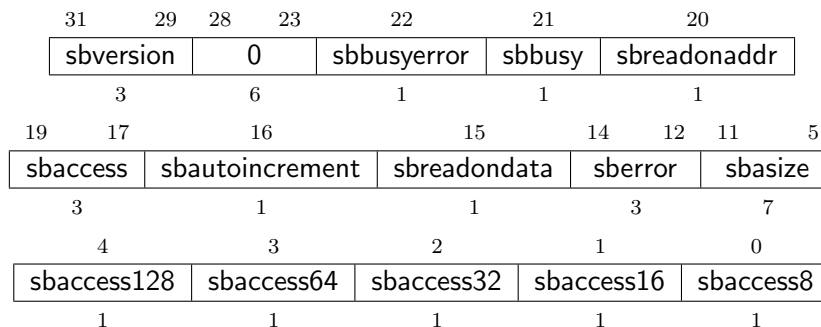 31 29 28 23 22 21 20
sbversion 0 sbbusyerror sbbusy sbreadonaddr
3 6 1 1 1
19 17 16 15 14 12 11 5
sbaccess sbautoincrement sbreadondata sberror sbasize
3 1 1 3 7
4 3 2 1 0
sbaccess128 sbaccess64 sbaccess32 sbaccess16 sbaccess8
1 1 1 1 1